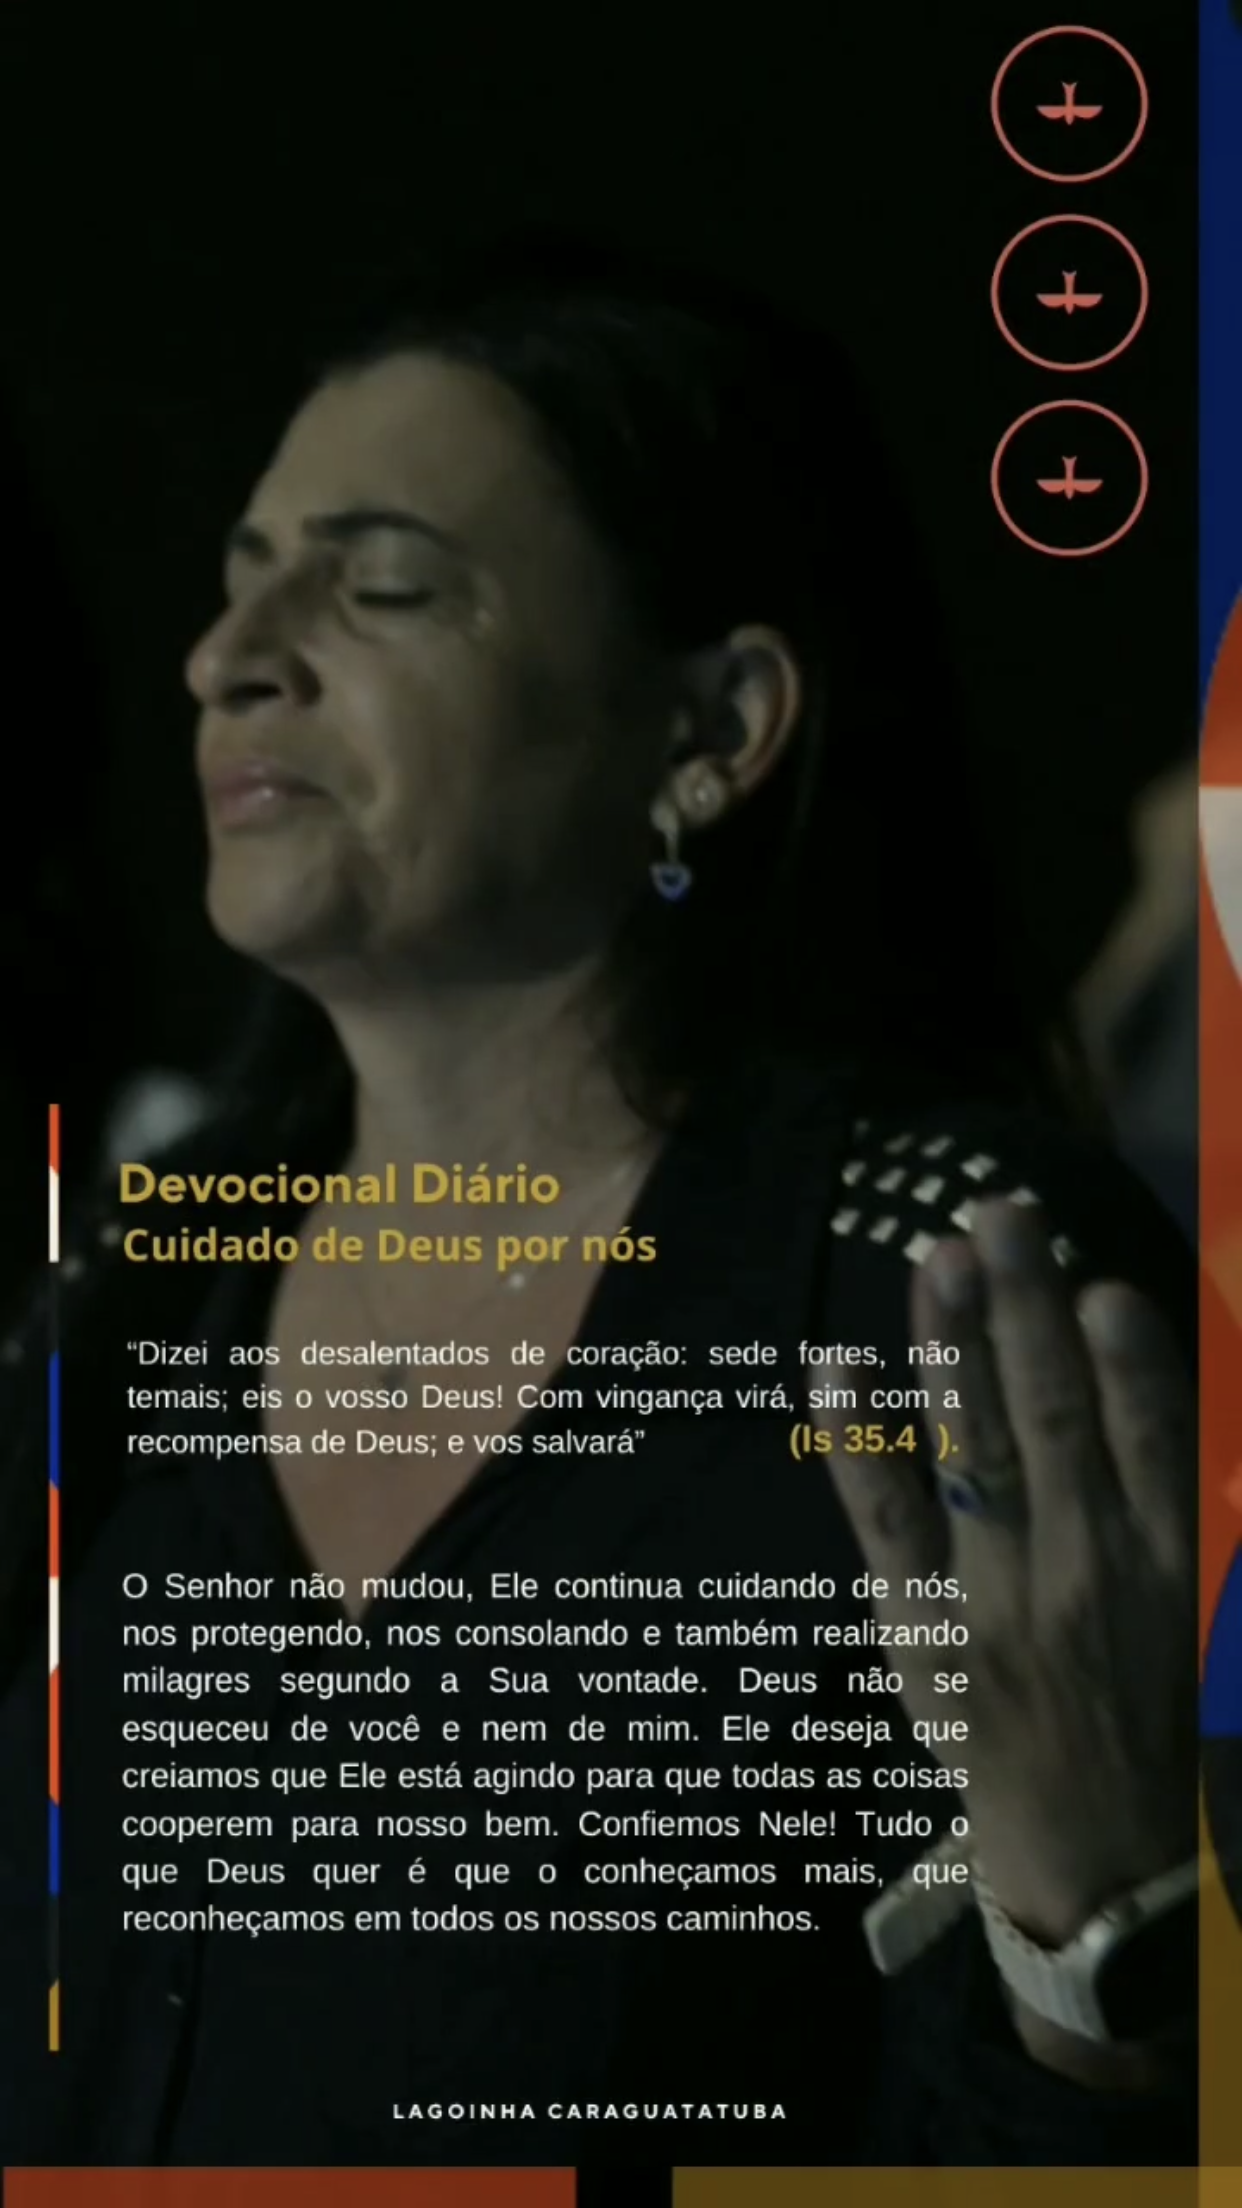 Devocional Diário
Cuidado de Deus por nós
“Dizei aos desalentados de coração: sede fortes, não
temais; eis o vosso Deus! Com vingança virá, sim com a
recompensa de Deus; e vos salvará” (Is 35.4 ).
O Senhor não mudou, Ele continua cuidando de nós,
nos protegendo, nos consolando e também realizando
milagres segundo a Sua vontade. Deus não se
esqueceu de você e nem de mim. Ele deseja que
creiamos que Ele está agindo para que todas as coisas
cooperem para nosso bem. Confiemos Nele! Tudo o
que Deus quer é que o conheçamos mais, que
reconheçamos em todos os nossos caminhos.
LAGOINHA CARAGUATATUBA